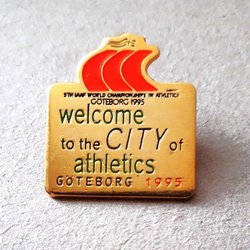 5TH IAAF WORLD CHAMPIONSHIPS IN ATHLETICS
GÖTEBORG 1995
welcome
to the CITY of
athletics
GÖTEBORG 1995